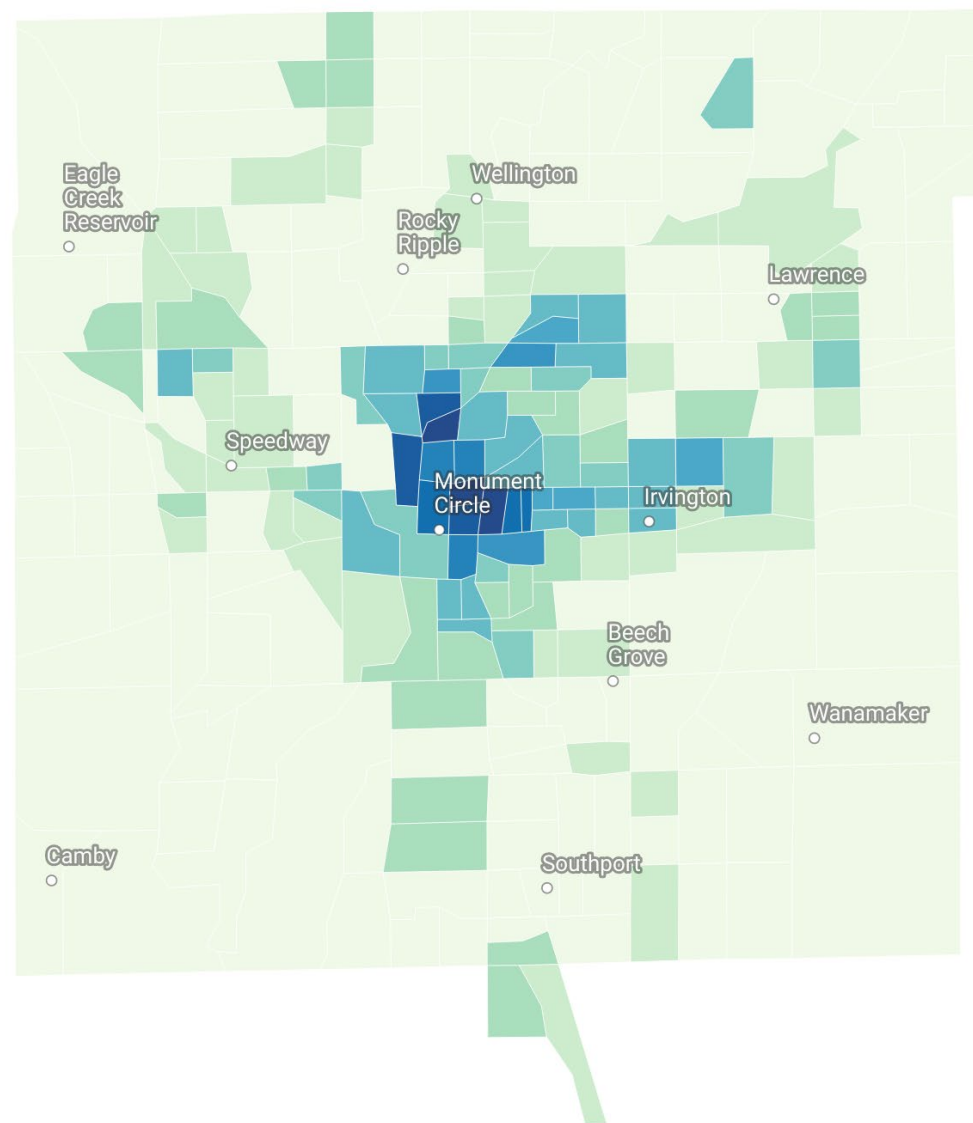 Eagle
Creek
Reservoir
Wellington
Rocky
Ripple
Lawrence
Speedway
Monument
Circle
Irvington
Beech
Grove
Wanamaker
Camby
Southport